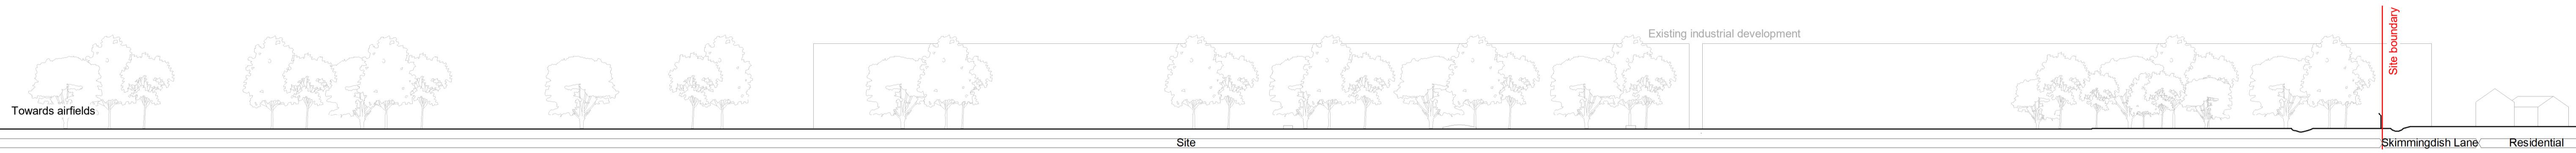 Existing industrial development
Site boundary
Towards airfields
Site
Skimmingdish Lane
Residential